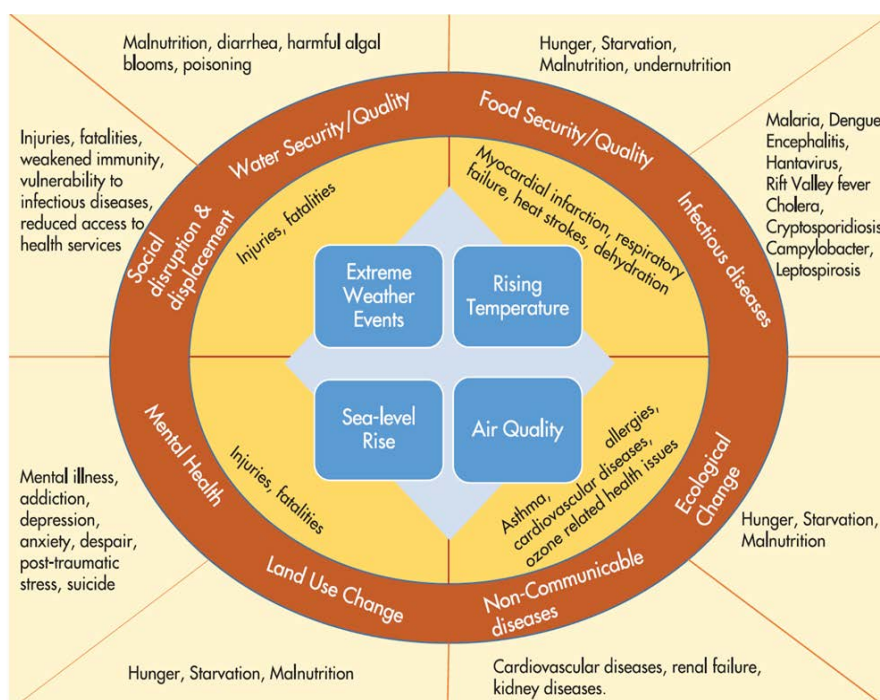 Malnutrition, diarrhea, harmful algal
blooms, poisoning
Hunger, Starvation,
Malnutrition, undernutrition
Water Security/Quality
Food Security/Quality
Injuries, fatalities,
weakened immunity,
vulnerability to
infectious diseases,
reduced access to
health services
Malaria, Dengue
Encephalitis,
Hantavirus,
Rift Valley fever
Cholera,
Cryptosporidiosis
Campylobacter,
Leptospirosis
Social
disruption &
displacement
Infectious diseases
Injuries, fatalities
Myocardial infarction, respiratory
failure, heat strokes, dehydration
Extreme
Weather
Events
Rising
Temperature
Sea-level
Rise
Air Quality
Injuries, fatalities
Asthma, allergies,
cardiovascular diseases,
ozone related health issues
Mental Health
Ecological
Change
Mental illness,
addiction,
depression,
anxiety, despair,
post-traumatic
stress, suicide
Hunger, Starvation,
Malnutrition
Land Use Change
Non-Communicable
diseases
Hunger, Starvation, Malnutrition
Cardiovascular diseases, renal failure,
kidney diseases.